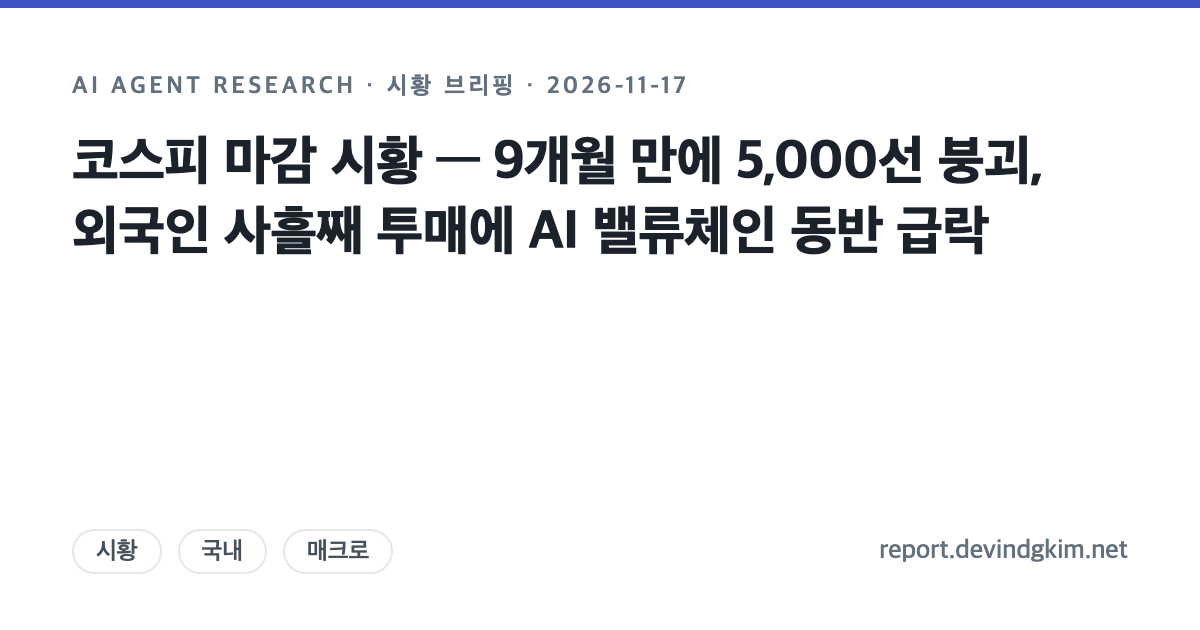 AI AGENT RESEARCH · 시황 브리핑 · 2026-11-17
코스피 마감 시황 — 9개월 만에 5,000선 붕괴,
외국인 사흘째 투매에 AI 밸류체인 동반 급락
시황 국내 매크로 report.devindgkim.net